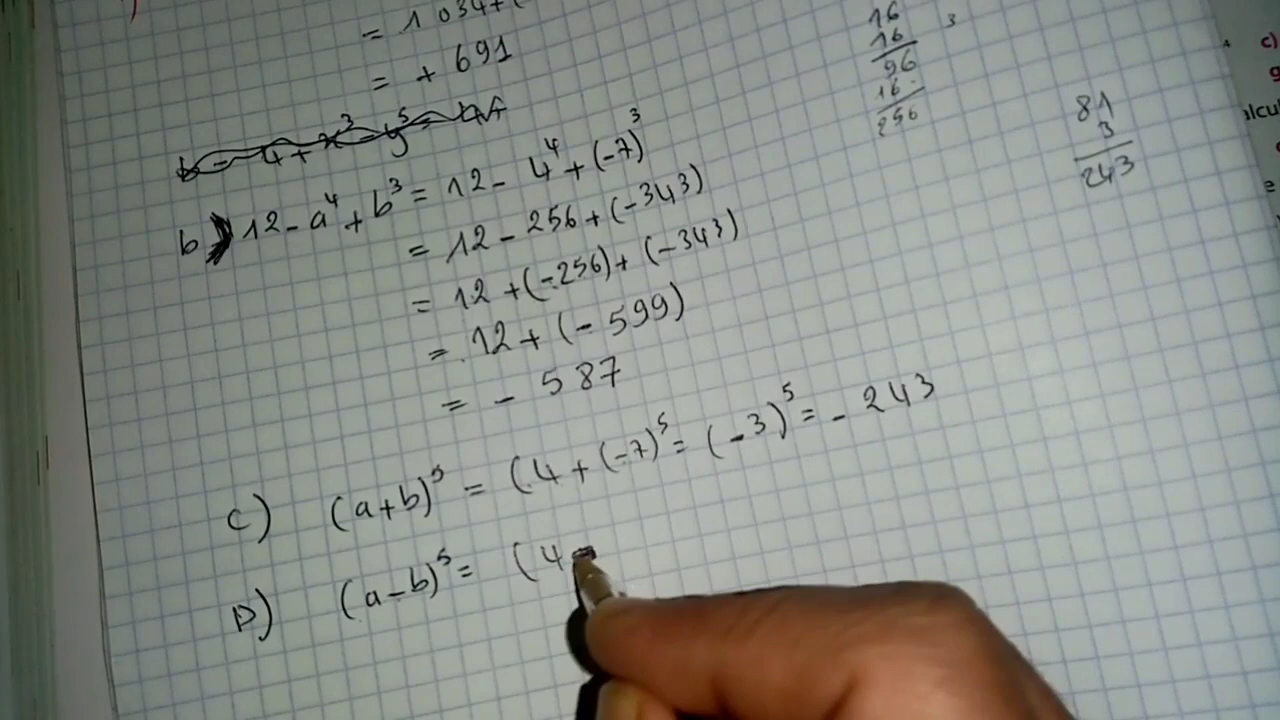 = 1 034 + (
= + 691
b) 12 - a⁴ + b³ = 12 - 4⁴ + (-7)³
= 12 - 256 + (-343)
= 12 + (-256) + (-343)
= 12 + (-599)
= - 587
C) (a+b)⁵ = (4 + (-7)⁵ = (-3)⁵ = - 243
D) (a-b)⁵ = (4
16
16
96
16.
256
3
81
3
243
c)